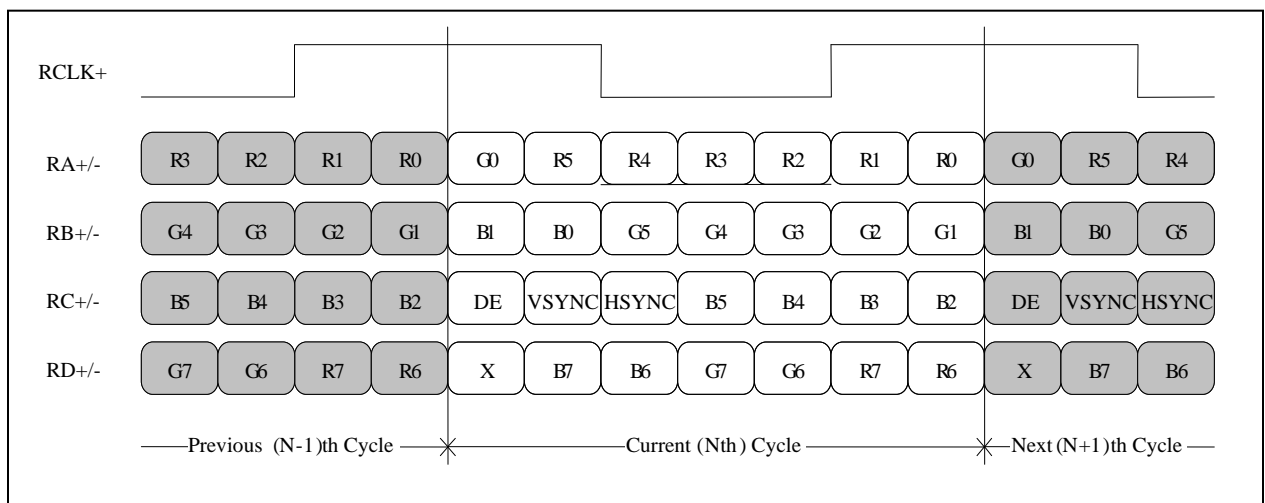 RCLK+
RA+/- R3 R2 R1 R0 G0 R5 R4 R3 R2 R1 R0 G0 R5 R4
RB+/- G4 G3 G2 G1 B1 B0 G5 G4 G3 G2 G1 B1 B0 G5
RC+/- B5 B4 B3 B2 DE VSYNC HSYNC B5 B4 B3 B2 DE VSYNC HSYNC
RD+/- G7 G6 R7 R6 X B7 B6 G7 G6 R7 R6 X B7 B6
Previous (N-1)th Cycle Current (Nth) Cycle Next (N+1)th Cycle